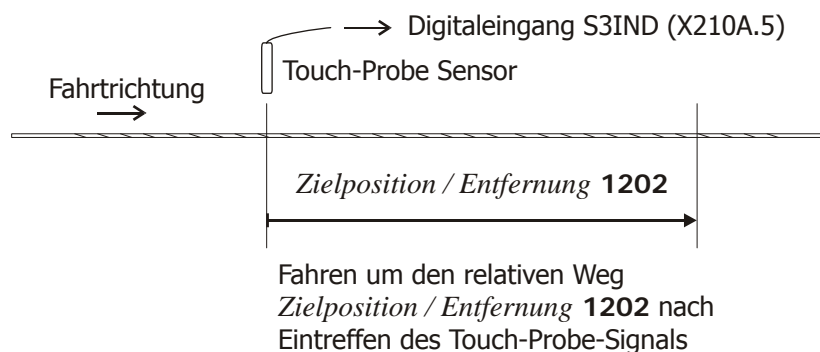 Digitaleingang S3IND (X210A.5)
Touch-Probe Sensor
Fahrtrichtung
Zielposition / Entfernung 1202
Fahren um den relativen Weg
Zielposition / Entfernung 1202 nach
Eintreffen des Touch-Probe-Signals